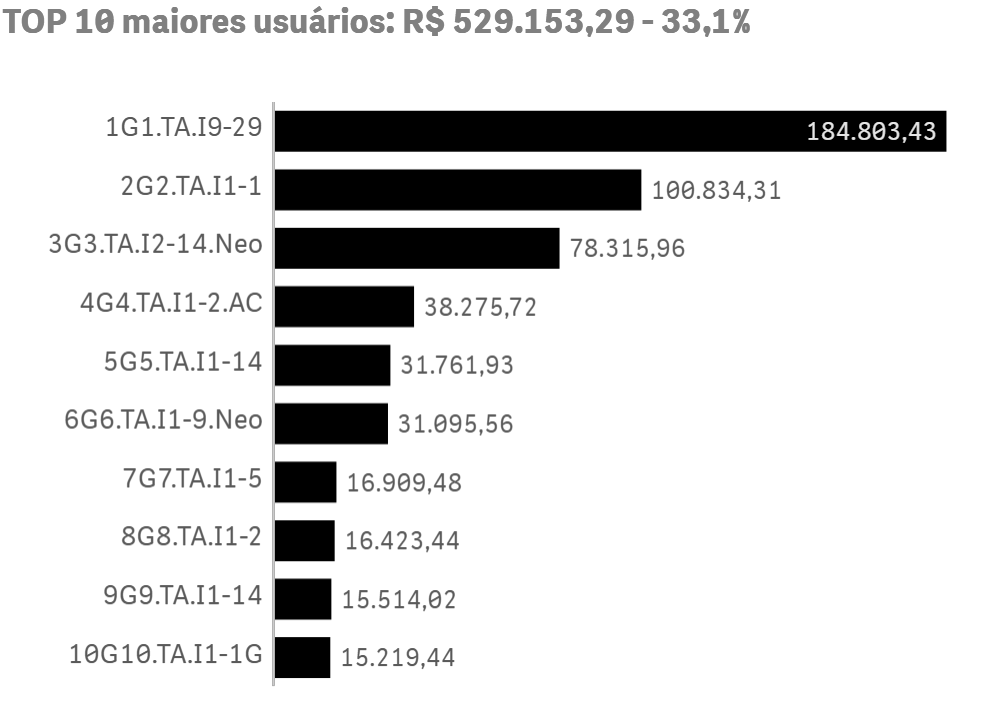 TOP 10 maiores usuários: R$ 529.153,29 - 33,1%
1G1.TA.I9-29 184.803,43
2G2.TA.I1-1 100.834,31
3G3.TA.I2-14.Neo 78.315,96
4G4.TA.I1-2.AC 38.275,72
5G5.TA.I1-14 31.761,93
6G6.TA.I1-9.Neo 31.095,56
7G7.TA.I1-5 16.909,48
8G8.TA.I1-2 16.423,44
9G9.TA.I1-14 15.514,02
10G10.TA.I1-1G 15.219,44